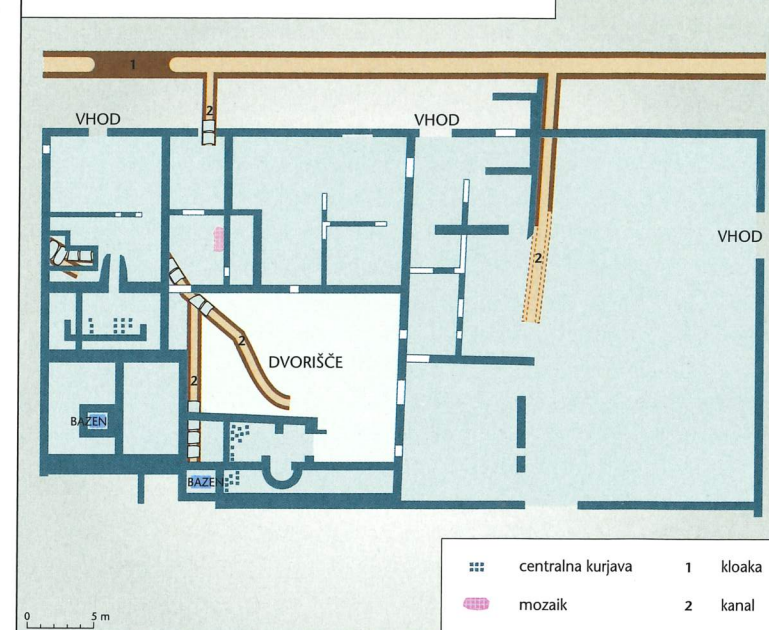 1
2
VHOD
VHOD
VHOD
2
2
DVORIŠČE
2
BAZEN
BAZEN
centralna kurjava 1 kloaka
mozaik 2 kanal
0 5 m